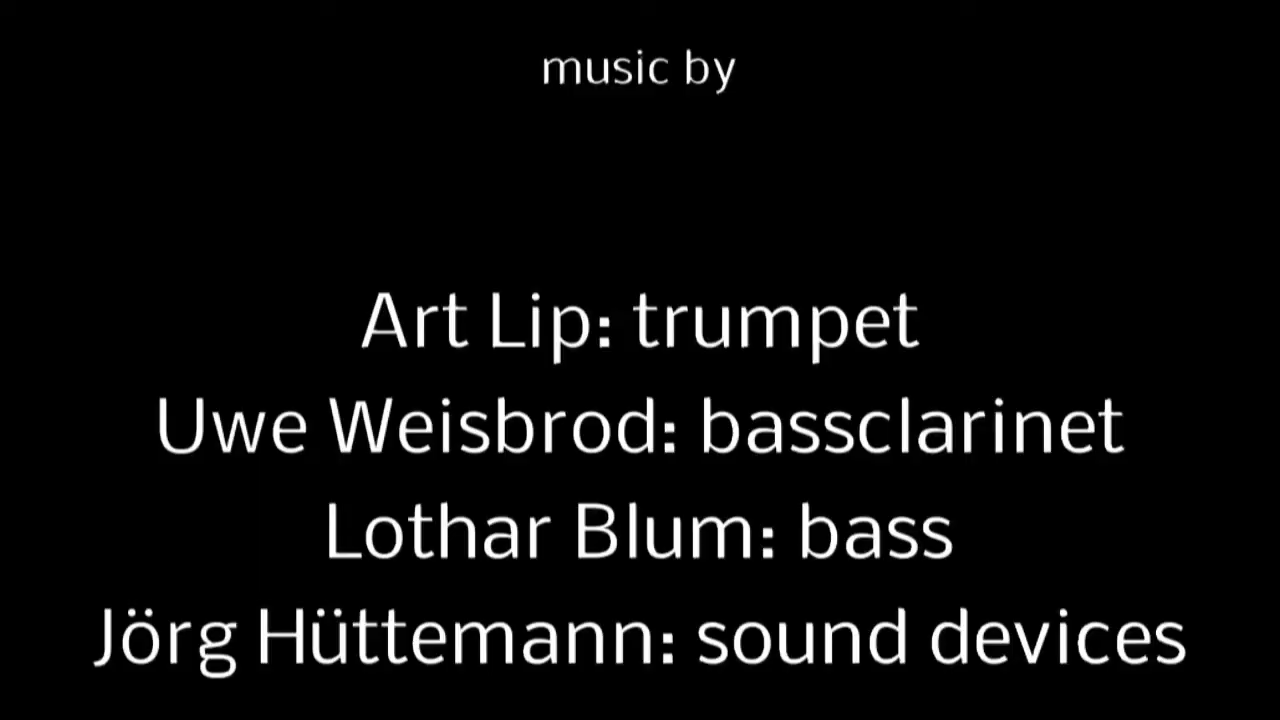 music by
Art Lip: trumpet
Uwe Weisbrod: bassclarinet
Lothar Blum: bass
Jörg Hüttemann: sound devices